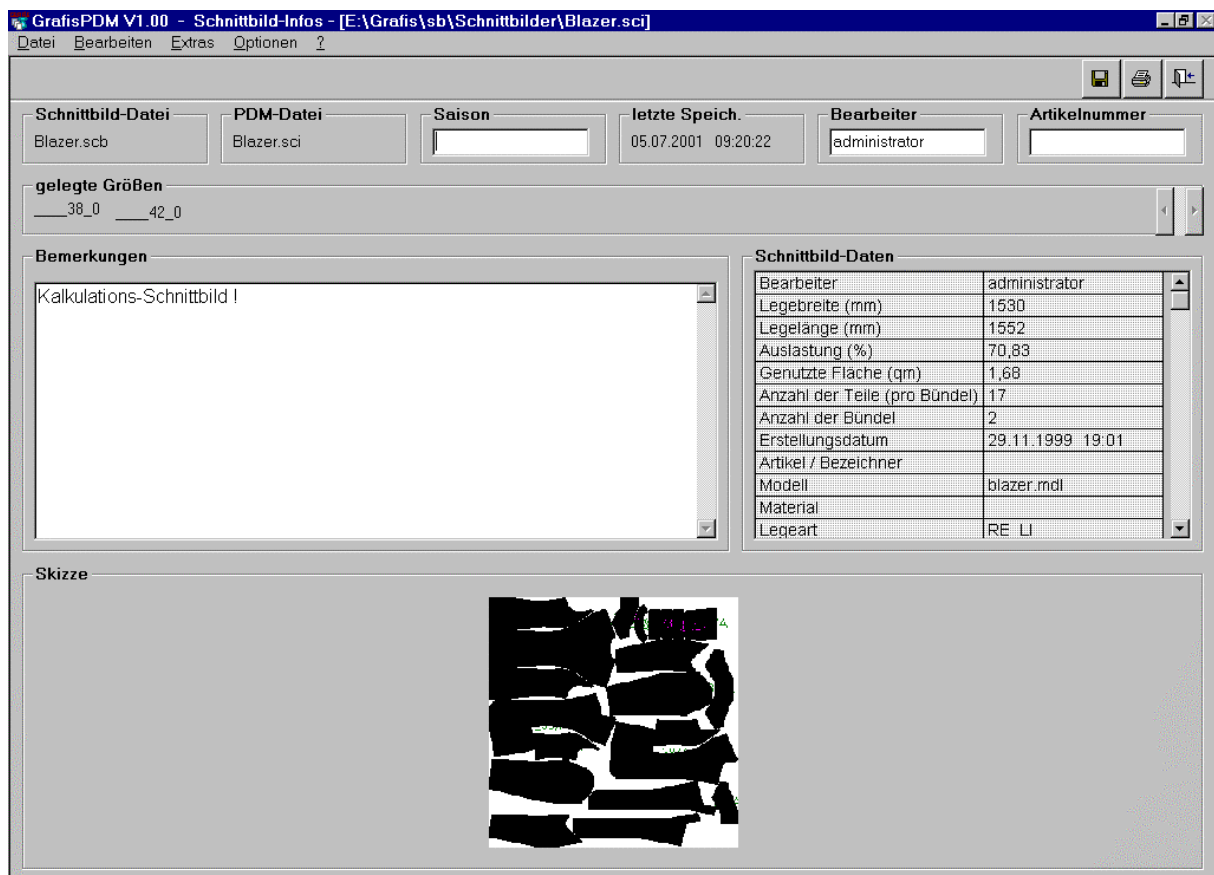 GrafisPDM V1.00 - Schnittbild-Infos - [E:\Grafis\sb\Schnittbilder\Blazer.sci]
Datei Bearbeiten Extras Optionen ?
Schnittbild-Datei PDM-Datei Saison letzte Speich. Bearbeiter Artikelnummer
Blazer.scb Blazer.sci 05.07.2001 09:20:22 administrator
gelegte Größen
____38_0 ____42_0
Bemerkungen
Kalkulations-Schnittbild !
Schnittbild-Daten
Bearbeiter administrator
Legebreite (mm) 1530
Legelänge (mm) 1552
Auslastung (%) 70,83
Genutzte Fläche (qm) 1,68
Anzahl der Teile (pro Bündel) 17
Anzahl der Bündel 2
Erstellungsdatum 29.11.1999 19:01
Artikel / Bezeichner
Modell blazer.mdl
Material
Legeart RE LI
Skizze